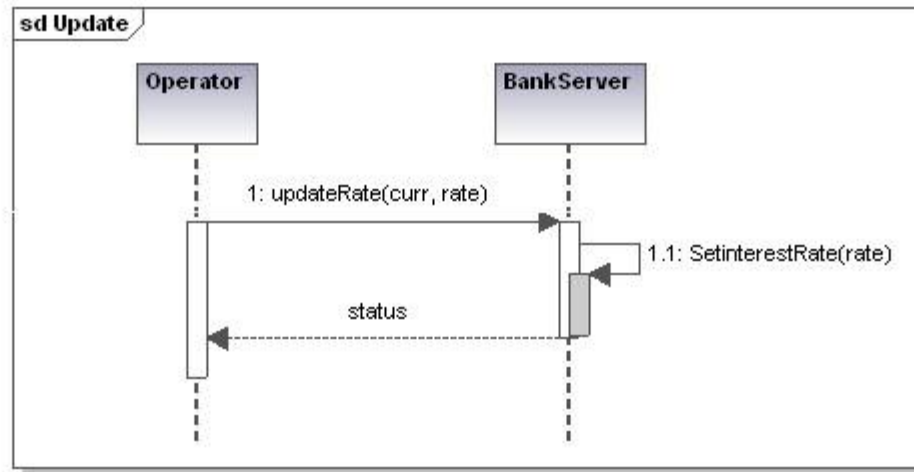 sd Update
Operator
BankServer
1: updateRate(curr, rate)
1.1: SetinterestRate(rate)
status